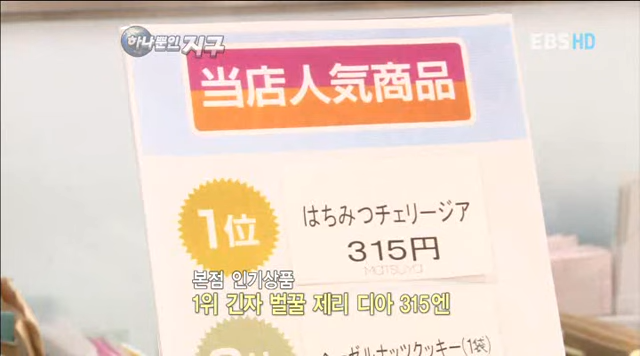 하나뿐인 지구
EBS HD
当店人気商品
1位
はちみつチェリージア
315円
MATSUYA
본점 인기상품
1위 긴자 벌꿀 제리 디아 315엔
ヘーゼルナッツクッキー(1袋)